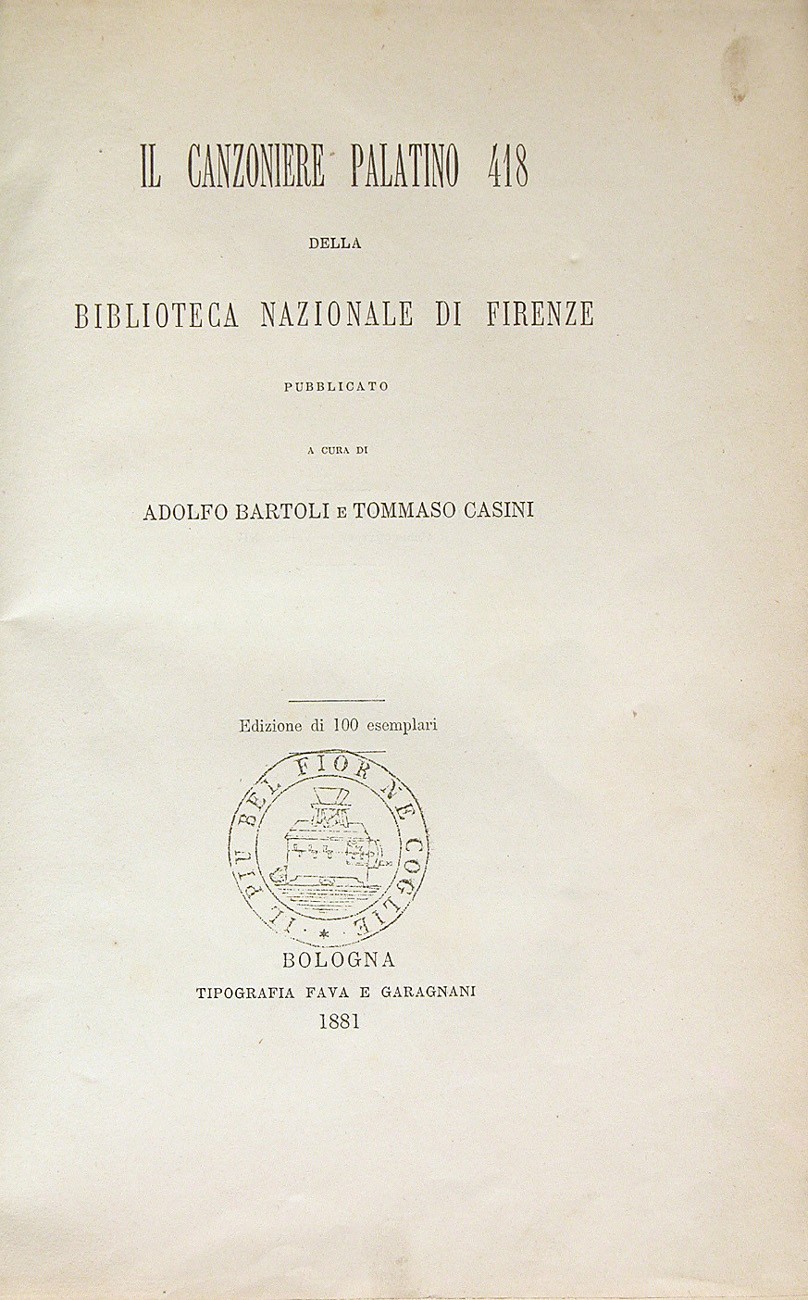 IL CANZONIERE PALATINO 418
DELLA
BIBLIOTECA NAZIONALE DI FIRENZE
PUBBLICATO
A CURA DI
ADOLFO BARTOLI E TOMMASO CASINI
Edizione di 100 esemplari
IL PIU BEL FIOR NE COGLIE
BOLOGNA
TIPOGRAFIA FAVA E GARAGNANI
1881